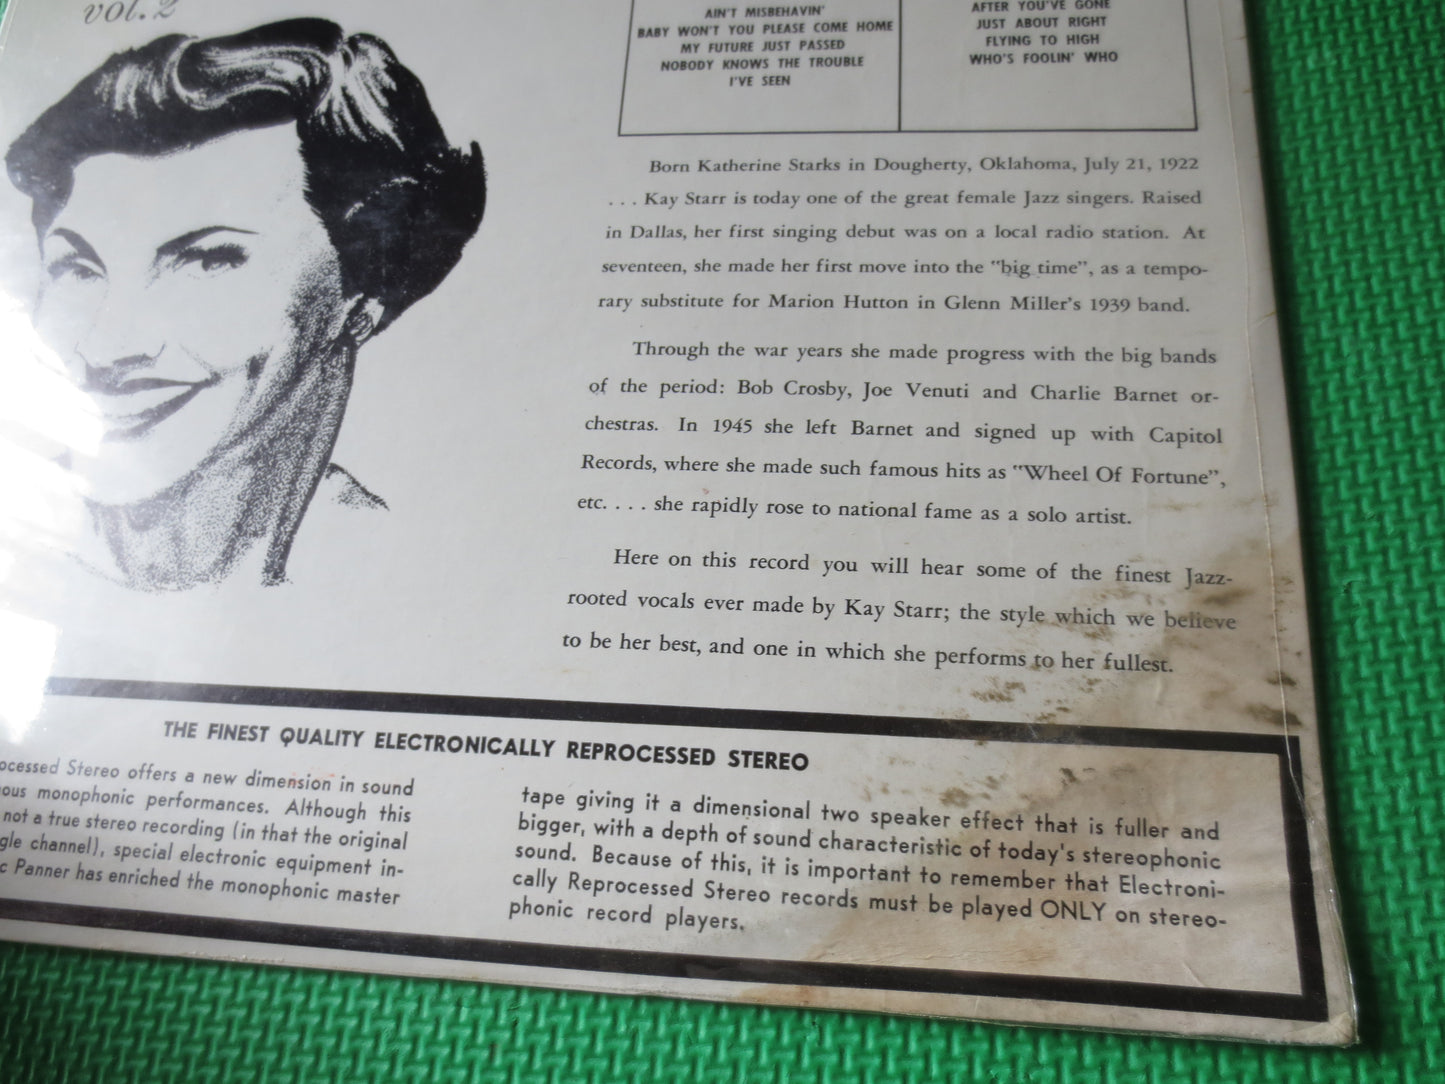 vol. 2
AIN'T MISBEHAVIN'
BABY WON'T YOU PLEASE COME HOME
MY FUTURE JUST PASSED
NOBODY KNOWS THE TROUBLE
I'VE SEEN
AFTER YOU'VE GONE
JUST ABOUT RIGHT
FLYING TO HIGH
WHO'S FOOLIN' WHO
Born Katherine Starks in Dougherty, Oklahoma, July 21, 1922
. . . Kay Starr is today one of the great female Jazz singers. Raised
in Dallas, her first singing debut was on a local radio station. At
seventeen, she made her first move into the "big time", as a tempo-
rary substitute for Marion Hutton in Glenn Miller's 1939 band.
Through the war years she made progress with the big bands
of the period: Bob Crosby, Joe Venuti and Charlie Barnet or-
chestras. In 1945 she left Barnet and signed up with Capitol
Records, where she made such famous hits as "Wheel Of Fortune",
etc. . . . she rapidly rose to national fame as a solo artist.
Here on this record you will hear some of the finest Jazz-
rooted vocals ever made by Kay Starr; the style which we believe
to be her best, and one in which she performs to her fullest.
THE FINEST QUALITY ELECTRONICALLY REPROCESSED STEREO
ocessed Stereo offers a new dimension in sound
ous monophonic performances. Although this
not a true stereo recording (in that the original
gle channel), special electronic equipment in-
c Panner has enriched the monophonic master
tape giving it a dimensional two speaker effect that is fuller and
bigger, with a depth of sound characteristic of today's stereophonic
sound. Because of this, it is important to remember that Electroni-
cally Reprocessed Stereo records must be played ONLY on stereo-
phonic record players.